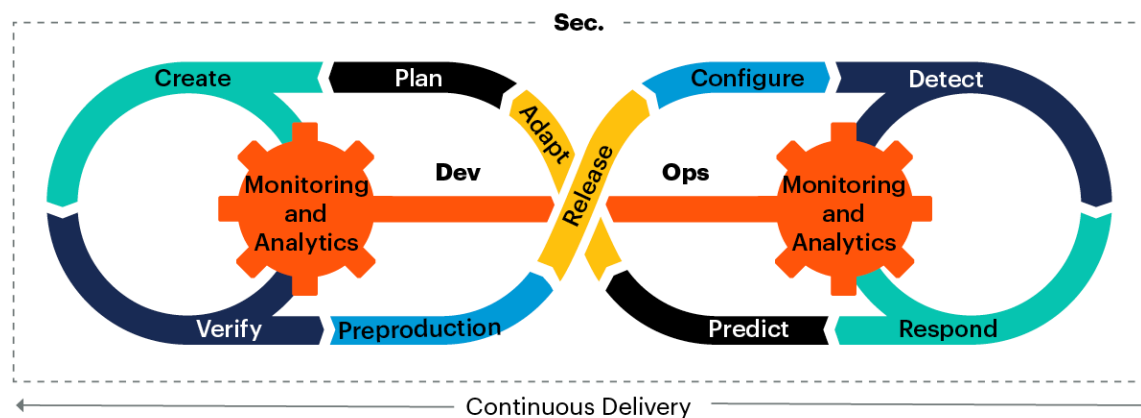 Sec.
Create
Plan
Configure
Detect
Adapt
Release
Dev
Ops
Monitoring
and
Analytics
Monitoring
and
Analytics
Verify
Preproduction
Predict
Respond
Continuous Delivery